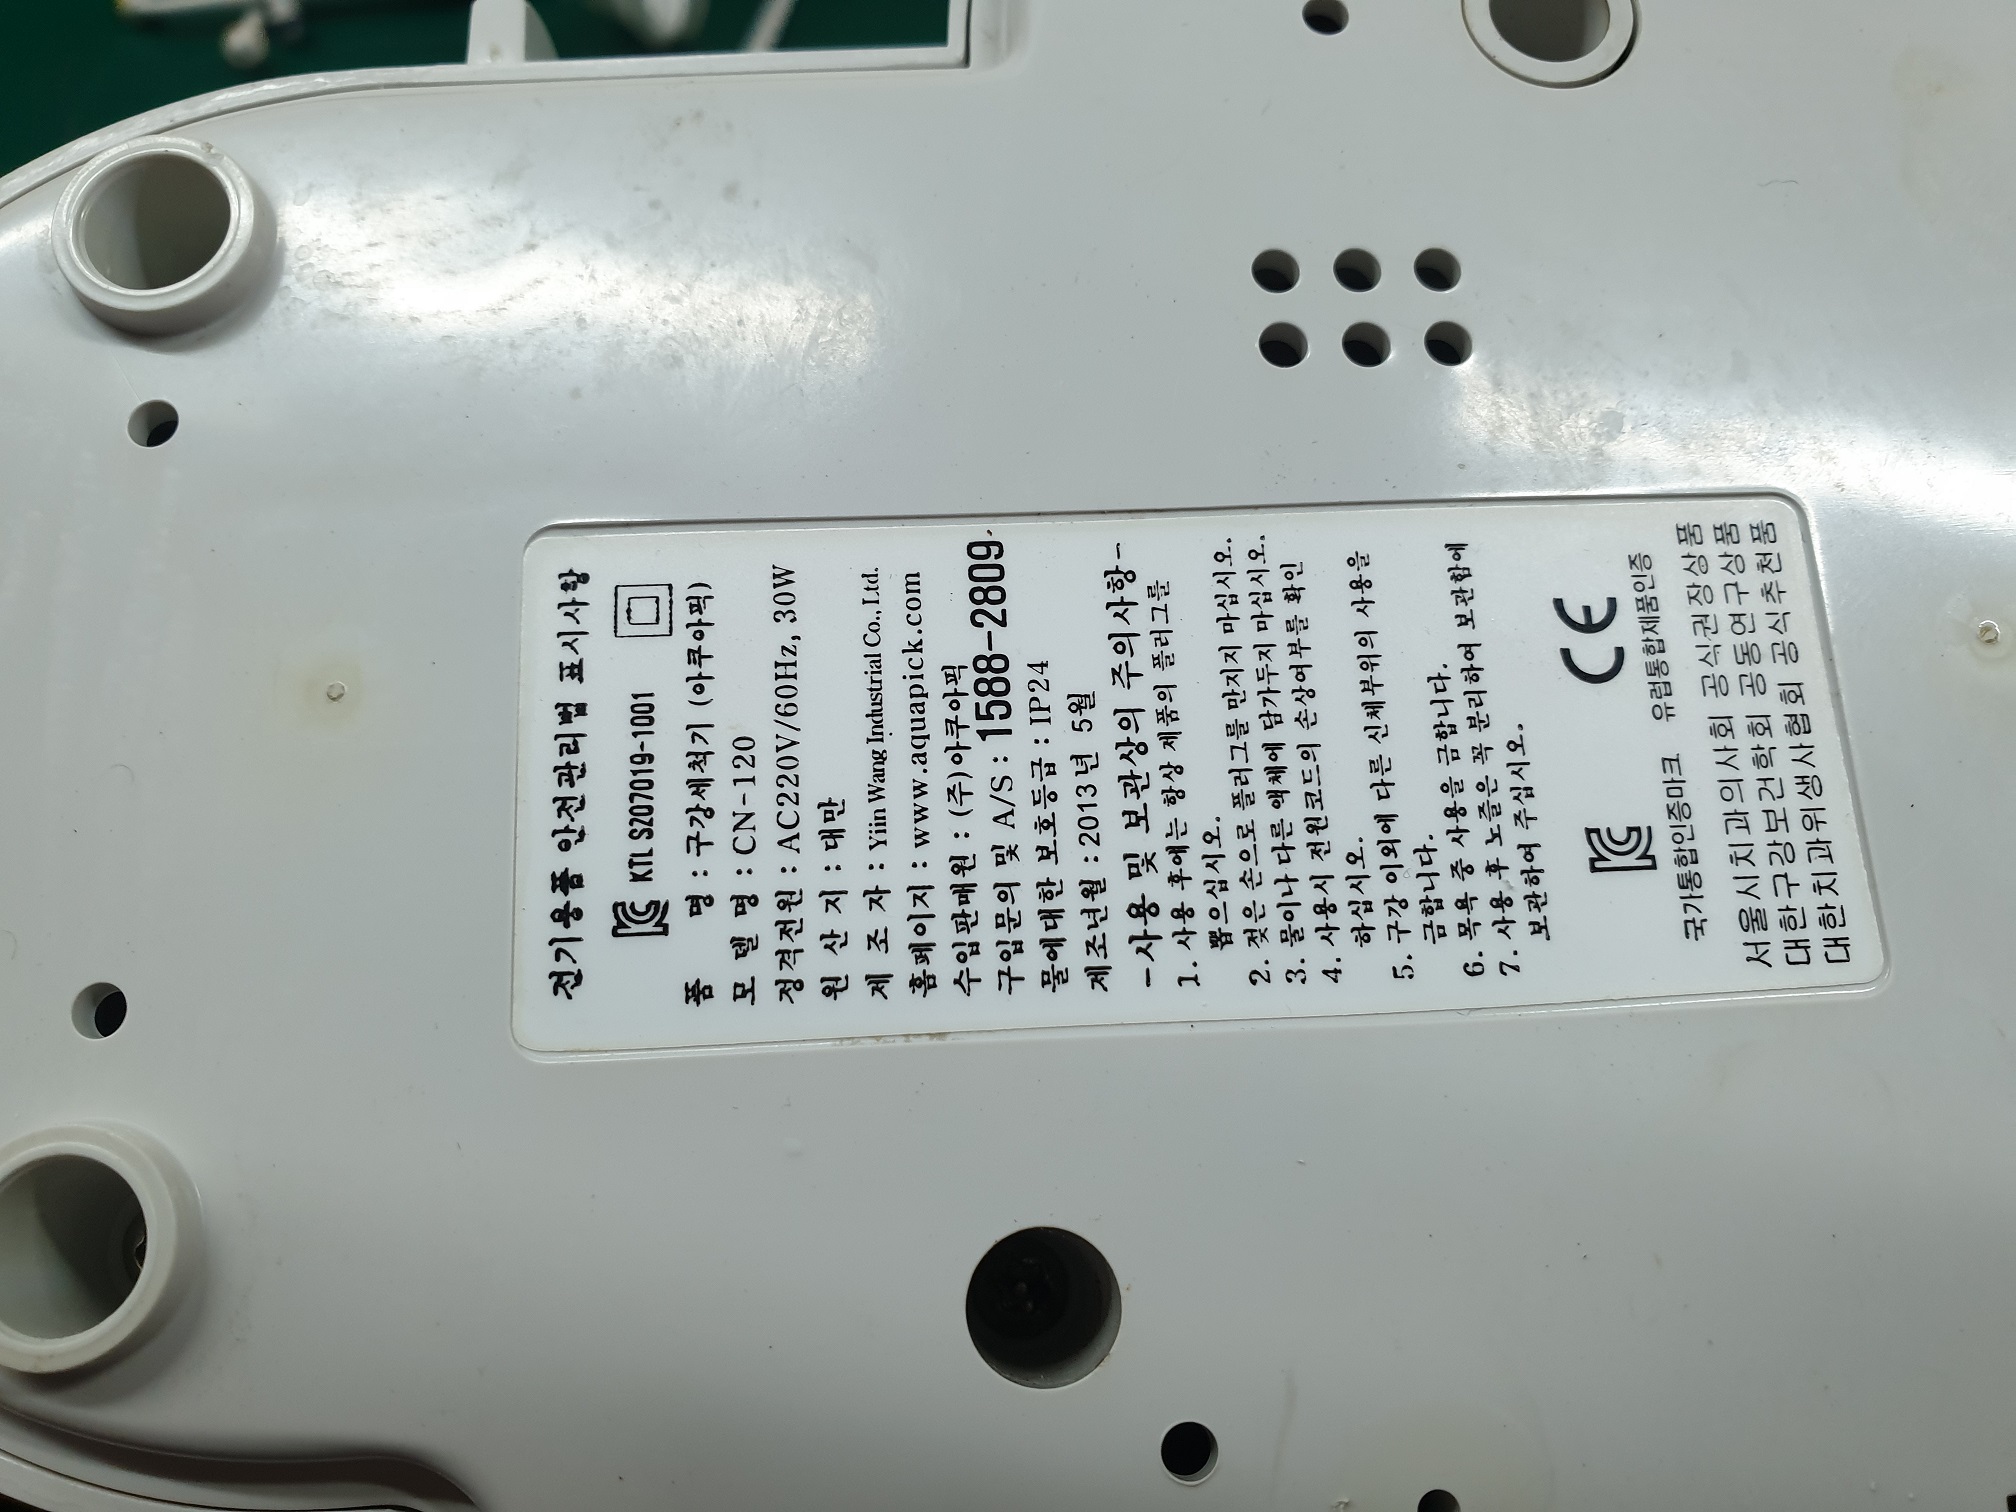 전기용품 안전관리법 표시사항
KTL S207019-1001
품 명 : 구강세척기 (아쿠아픽)
모 델 명 : CN-120
정격전원 : AC220V/60Hz, 30W
원 산 지 : 대만
제 조 자 : Yiin Wang Industrial Co., Ltd.
홈페이지 : www.aquapick.com
수입판매원 : (주)아쿠아픽
구입문의 및 A/S : 1588-2809
물에대한 보호등급 : IP24
제조년월 : 2013년 5월
-사용 및 보관상의 주의사항-
1. 사용 후에는 항상 제품의 플러그를
뽑으십시오.
2. 젖은 손으로 플러그를 만지지 마십시오.
3. 물이나 다른 액체에 담가두지 마십시오.
4. 사용시 전원코드의 손상여부를 확인
하십시오.
5. 구강 이외에 다른 신체부위의 사용을
금합니다.
6. 목욕 중 사용을 금합니다.
7. 사용 후 노즐은 꼭 분리하여 보관함에
보관하여 주십시오.
KC CE
국가통합인증마크 유럽통합제품인증
서울시치과의사회 공식권장상품
대한구강보건학회 공동연구상품
대한치과위생사협회 공식추천품